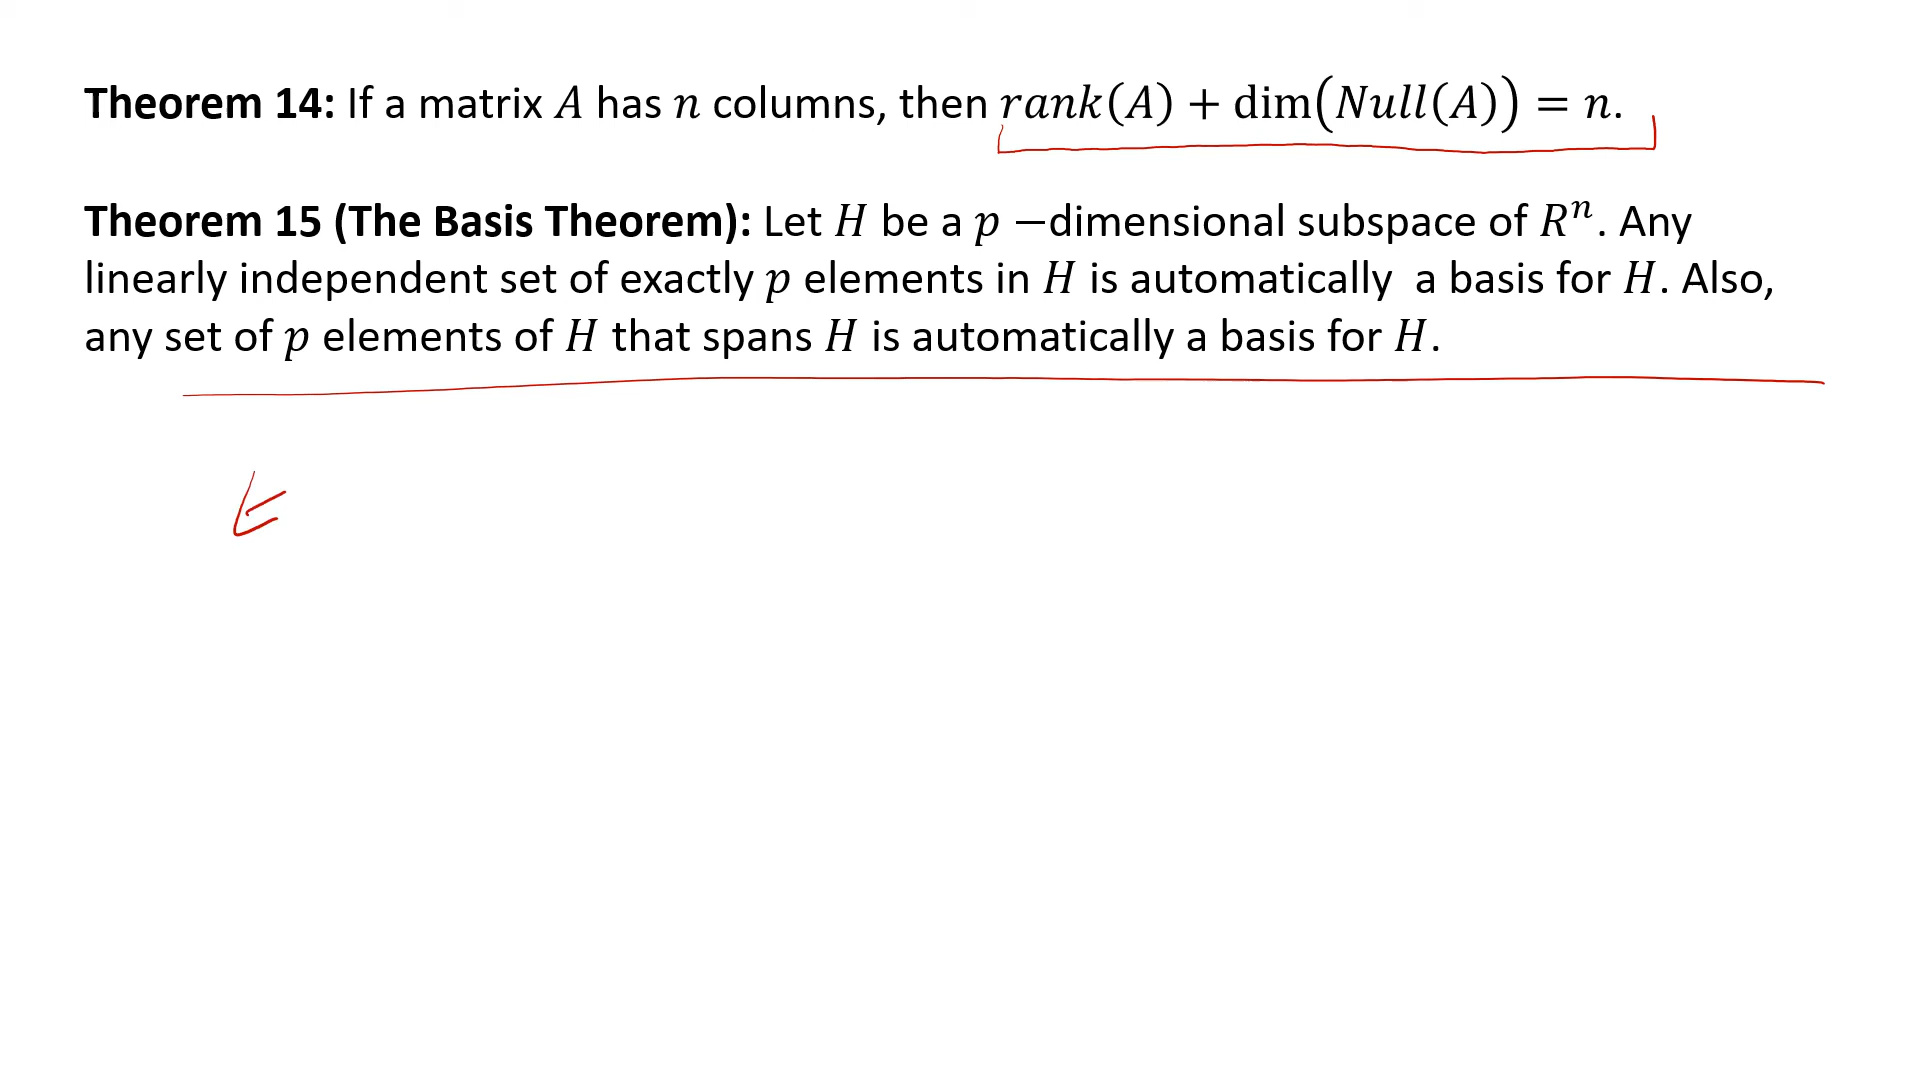 Theorem 14: If a matrix A has n columns, then rank(A) + dim(Null(A)) = n.
Theorem 15 (The Basis Theorem): Let H be a p −dimensional subspace of Rⁿ. Any
linearly independent set of exactly p elements in H is automatically a basis for H. Also,
any set of p elements of H that spans H is automatically a basis for H.